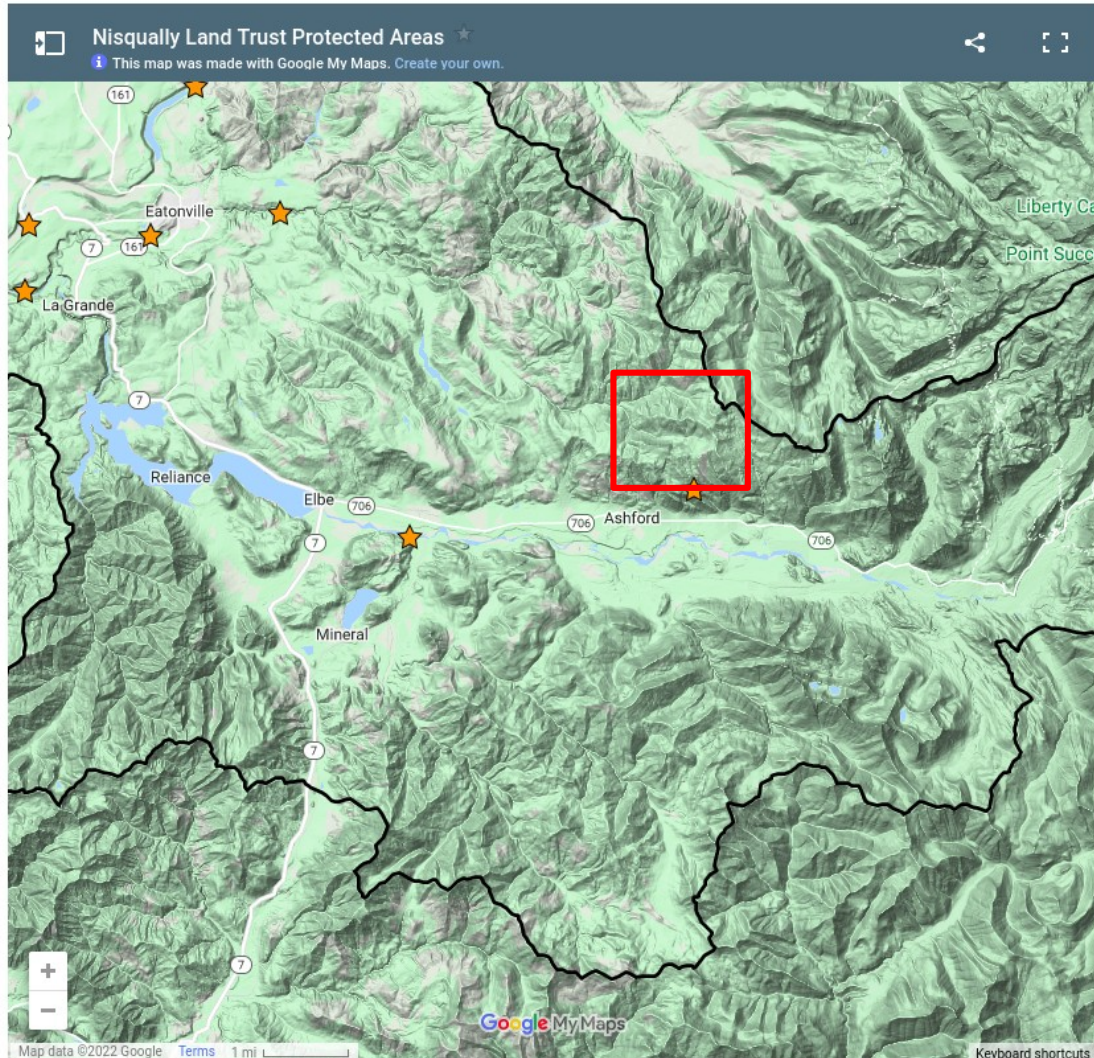 Nisqually Land Trust Protected Areas
This map was made with Google My Maps. Create your own.
161
Eatonville
7
161
La Grande
Liberty Ca
Point Succ
7
Reliance
Elbe
706
706
Ashford
706
7
Mineral
7
7
+
−
Google My Maps
Map data ©2022 Google Terms 1 mi
Keyboard shortcuts